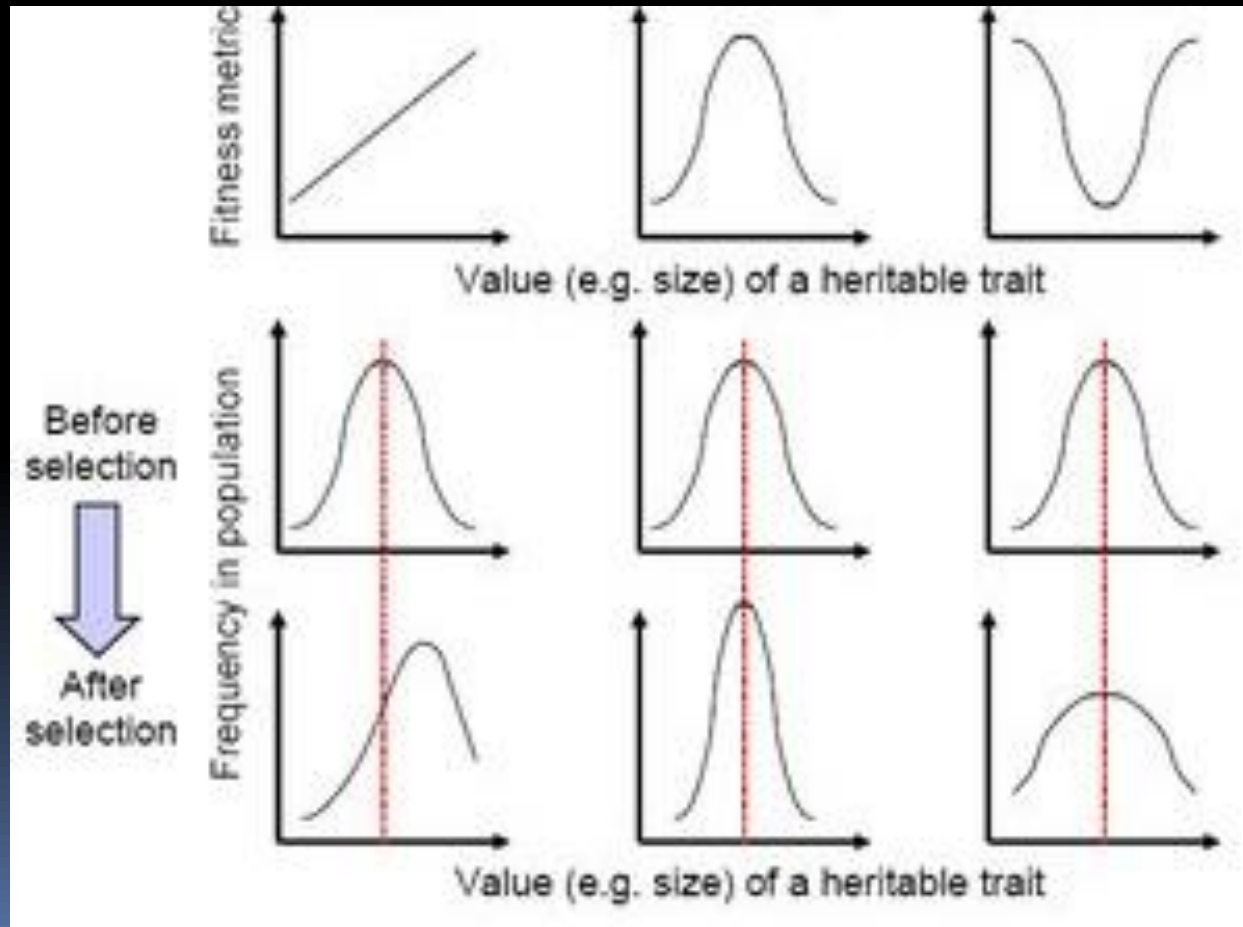 Fitness metric
Value (e.g. size) of a heritable trait
Before
selection
After
selection
Frequency in population
Value (e.g. size) of a heritable trait